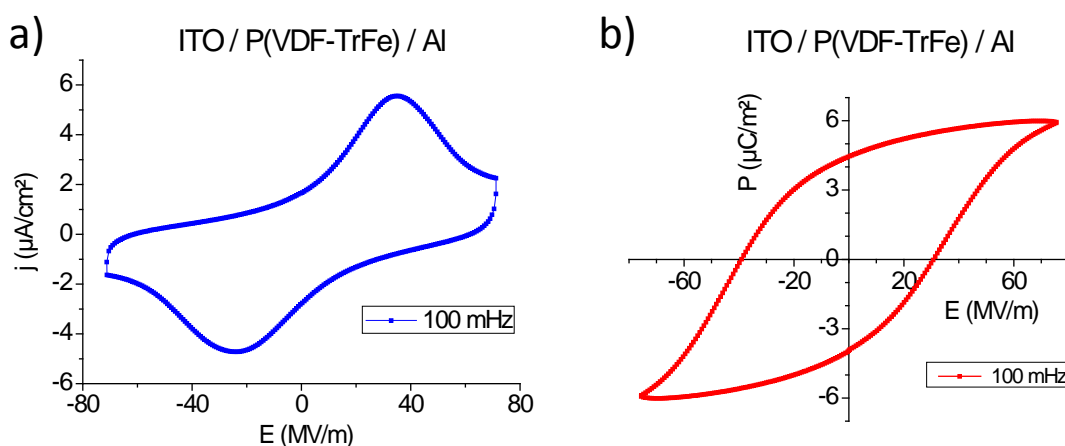 a)
ITO / P(VDF-TrFe) / Al
6
4
2
0
-2
-4
-6
j (µA/cm²)
100 mHz
-80
-40
0
40
80
E (MV/m)
b)
ITO / P(VDF-TrFe) / Al
P (µC/m²)
6
3
0
-3
-6
-60
-20
20
60
E (MV/m)
100 mHz